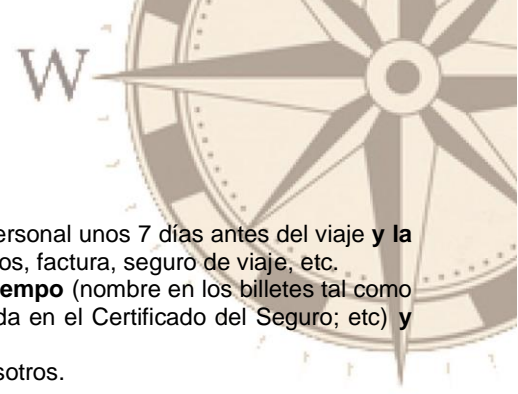 W
ersonal unos 7 días antes del viaje y la
os, factura, seguro de viaje, etc.
empo (nombre en los billetes tal como
da en el Certificado del Seguro; etc) y
sotros.